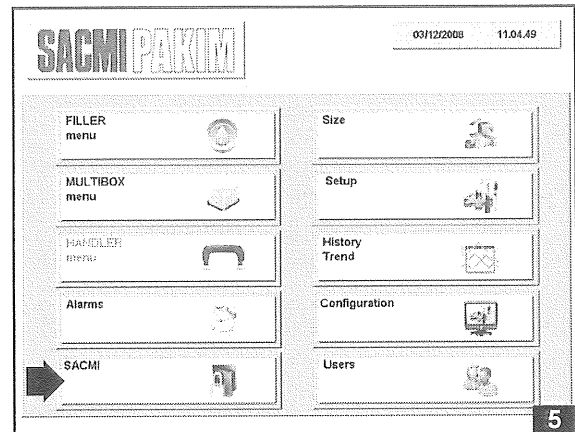 SACMI PAKIM
03/12/2008 11.04.49
FILLER
menu
Size
MULTIBOX
menu
Setup
HANDLER
menu
History
Trend
Alarms
Configuration
SACMI
Users
5